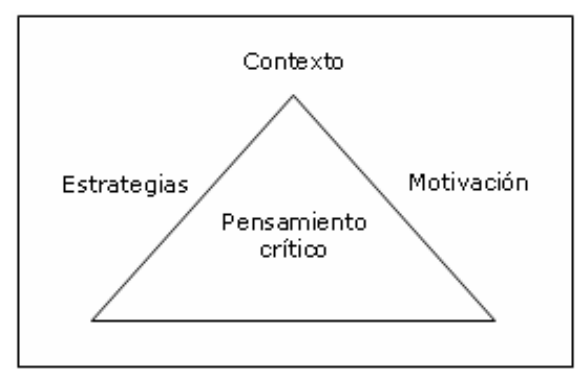 Contexto
Estrategias
Motivación
Pensamiento
crítico